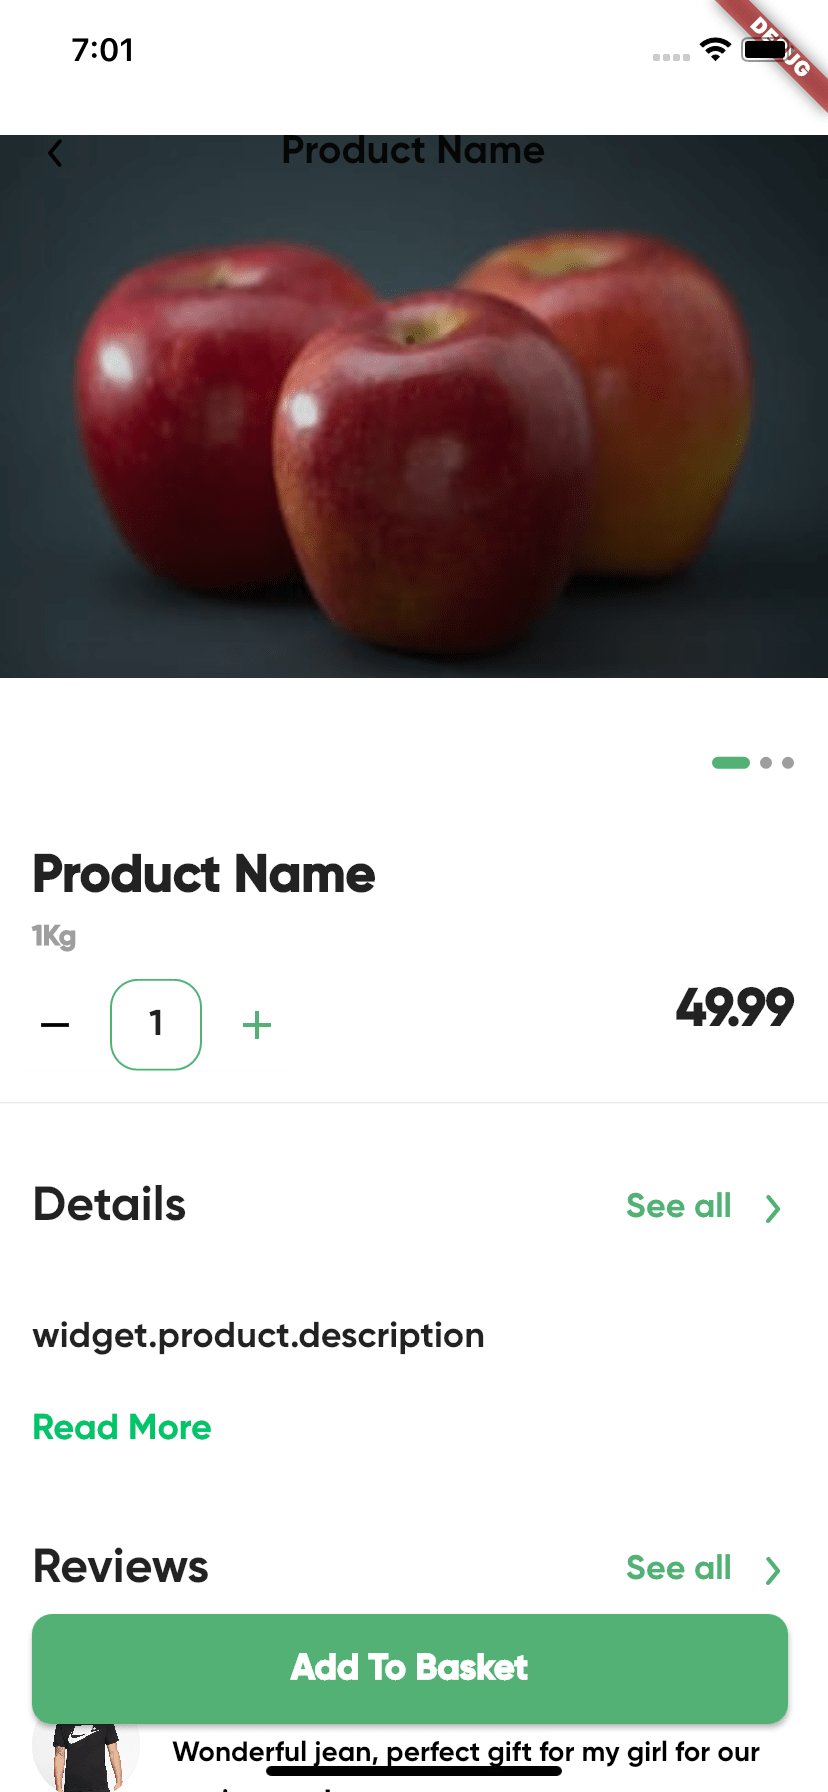 7:01
DEBUG
Product Name
Product Name
1Kg
1
49.99
Details
See all
widget.product.description
Read More
Reviews
See all
Add To Basket
Wonderful jean, perfect gift for my girl for our